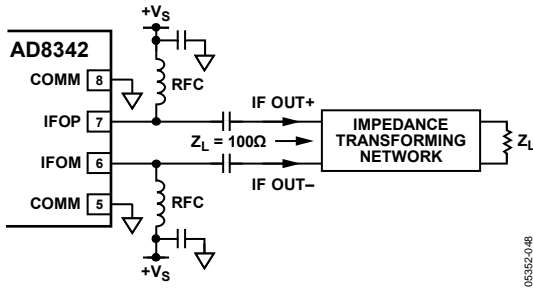 +VS
AD8342
COMM 8
RFC
IFOP 7
IF OUT+
ZL = 100Ω
IMPEDANCE
TRANSFORMING
NETWORK
ZL
IFOM 6
IF OUT–
COMM 5
RFC
+VS
05352-048